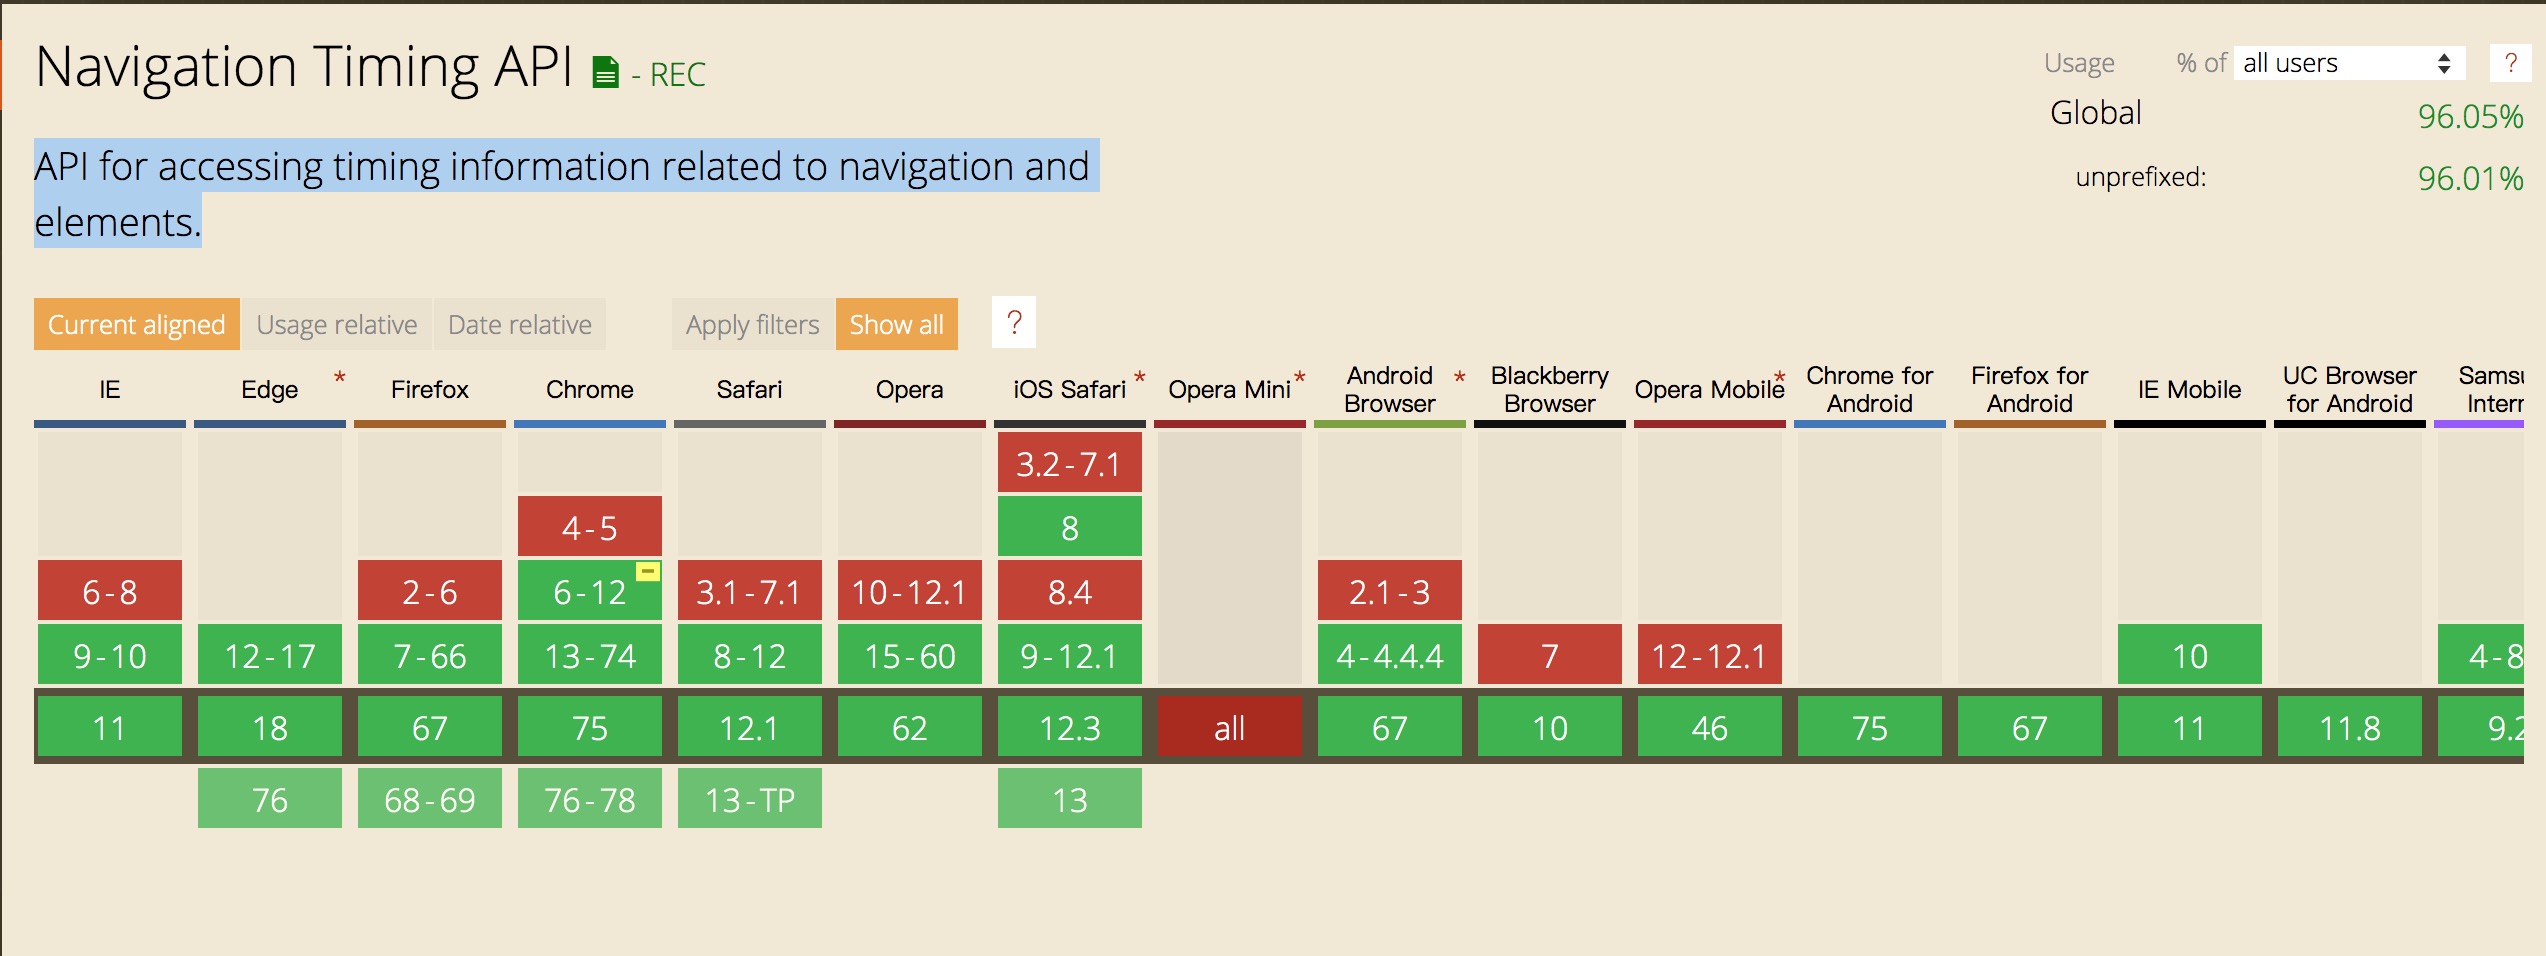 Navigation Timing API - REC
Usage % of all users ?
Global 96.05%
unprefixed: 96.01%
API for accessing timing information related to navigation and
elements.
Current aligned Usage relative Date relative Apply filters Show all ?
IE Edge * Firefox Chrome Safari Opera iOS Safari * Opera Mini * Android Browser * Blackberry Browser Opera Mobile * Chrome for Android Firefox for Android IE Mobile UC Browser for Android Samsu Intern
3.2-7.1
4-5 8
6-8 2-6 6-12 3.1-7.1 10-12.1 8.4 2.1-3
9-10 12-17 7-66 13-74 8-12 15-60 9-12.1 4-4.4.4 7 12-12.1 10 4-8
11 18 67 75 12.1 62 12.3 all 67 10 46 75 67 11 11.8 9.2
76 68-69 76-78 13-TP 13